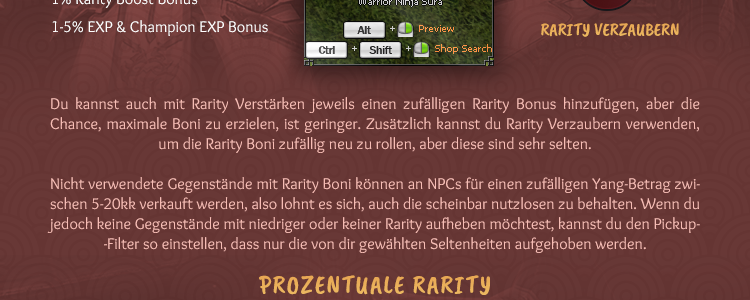 1% Rarity Boost Bonus
1-5% EXP & Champion EXP Bonus
Warrior Ninja Sura
Alt + Preview
Ctrl + Shift + Shop Search
RARITY VERZAUBERN
Du kannst auch mit Rarity Verstärken jeweils einen zufälligen Rarity Bonus hinzufügen, aber die
Chance, maximale Boni zu erzielen, ist geringer. Zusätzlich kannst du Rarity Verzaubern verwenden,
um die Rarity Boni zufällig neu zu rollen, aber diese sind sehr selten.
Nicht verwendete Gegenstände mit Rarity Boni können an NPCs für einen zufälligen Yang-Betrag zwi-
schen 5-20kk verkauft werden, also lohnt es sich, auch die scheinbar nutzlosen zu behalten. Wenn du
jedoch keine Gegenstände mit niedriger oder keiner Rarity aufheben möchtest, kannst du den Pickup-
-Filter so einstellen, dass nur die von dir gewählten Seltenheiten aufgehoben werden.
PROZENTUALE RARITY